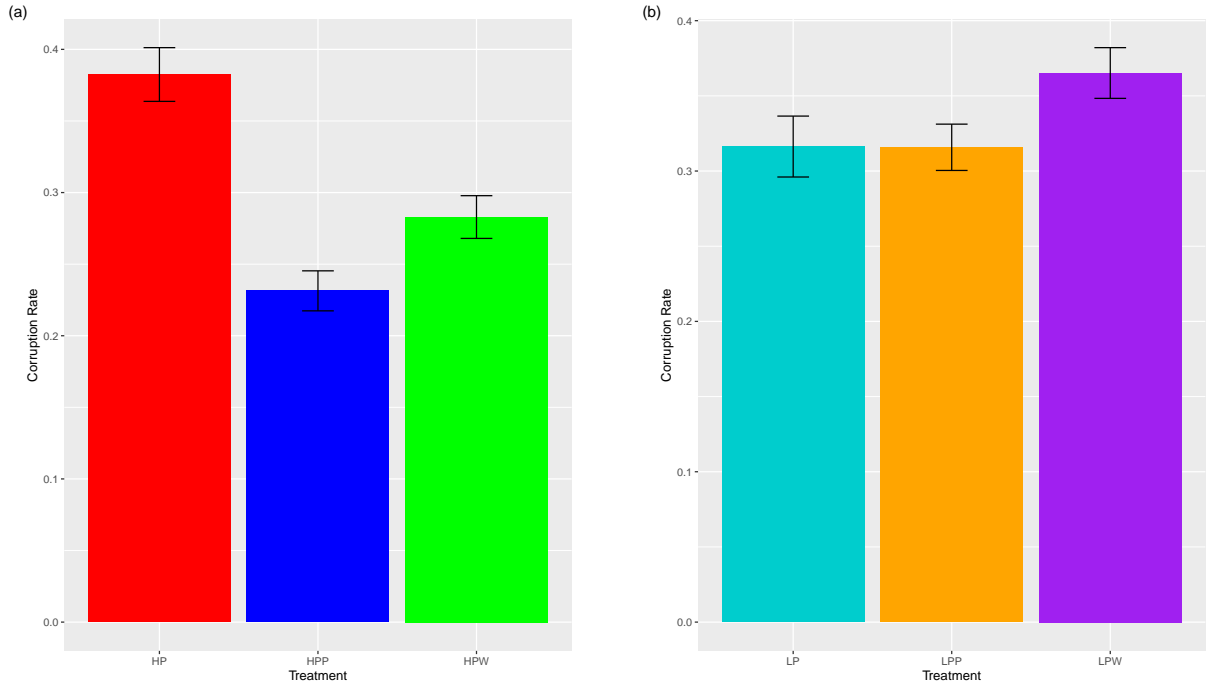 (a)
Corruption Rate
0.4
0.3
0.2
0.1
0.0
HP HPP HPW
Treatment
(b)
Corruption Rate
0.4
0.3
0.2
0.1
0.0
LP LPP LPW
Treatment